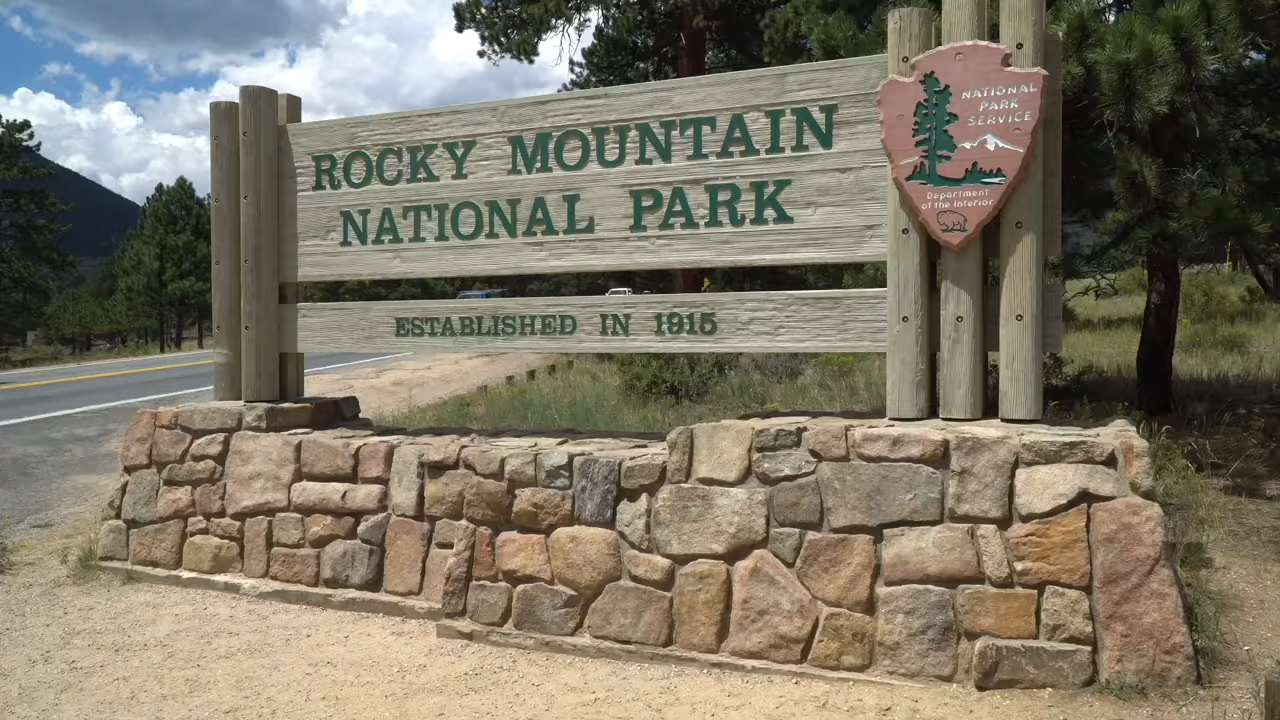 ROCKY MOUNTAIN
NATIONAL PARK
ESTABLISHED IN 1915
NATIONAL
PARK
SERVICE
Department
of the Interior